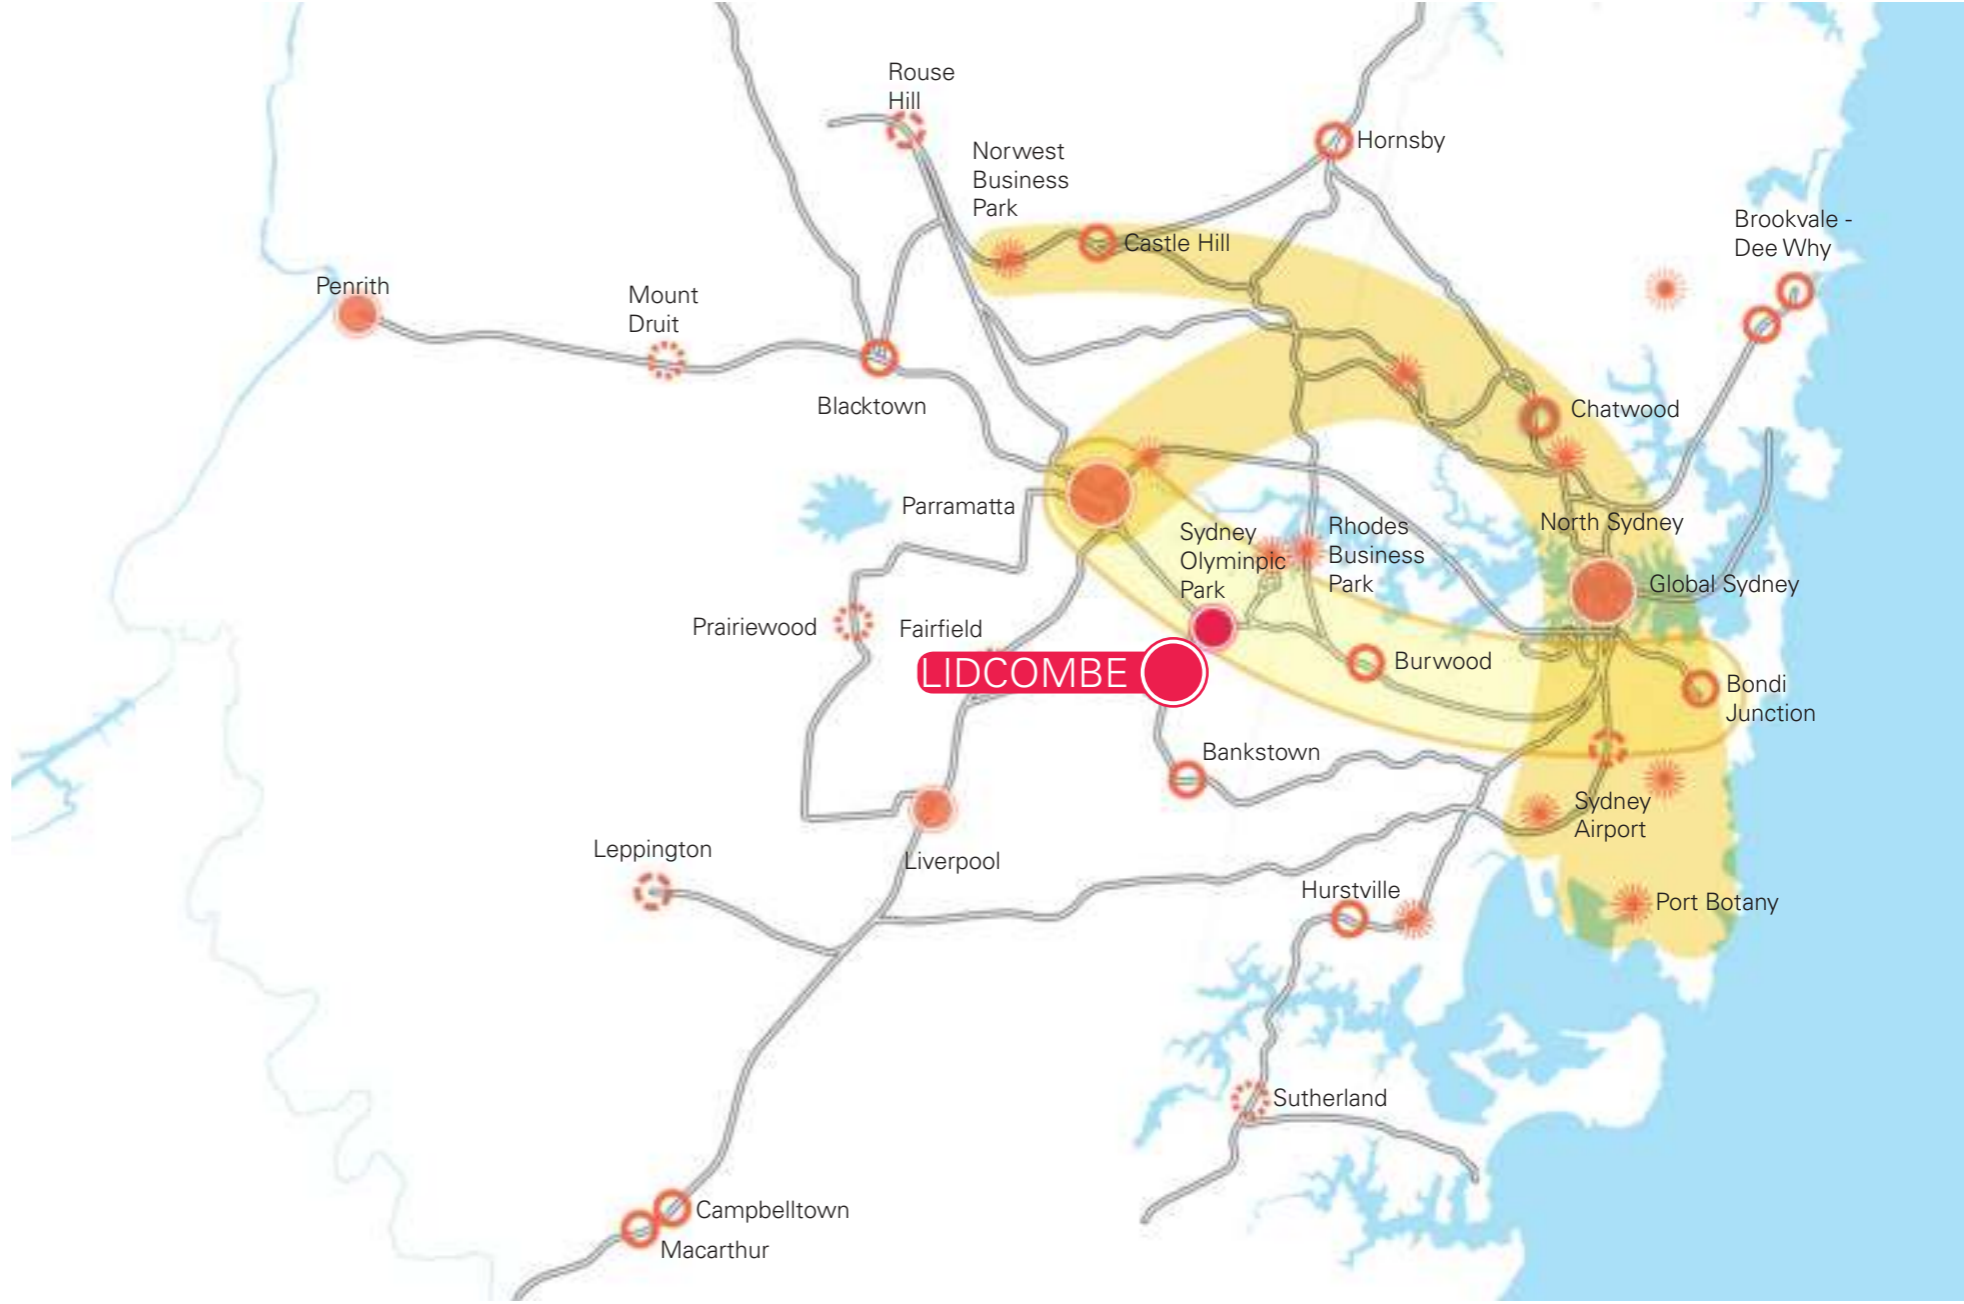 Rouse
Hill
Norwest
Business
Park
Hornsby
Castle Hill
Brookvale -
Dee Why
Penrith
Mount
Druit
Blacktown
Chatwood
Parramatta
Sydney
Olyminpic
Park
Rhodes
Business
Park
North Sydney
Global Sydney
Prairiewood
Fairfield
LIDCOMBE
Burwood
Bondi
Junction
Bankstown
Sydney
Airport
Leppington
Liverpool
Hurstville
Port Botany
Sutherland
Campbelltown
Macarthur